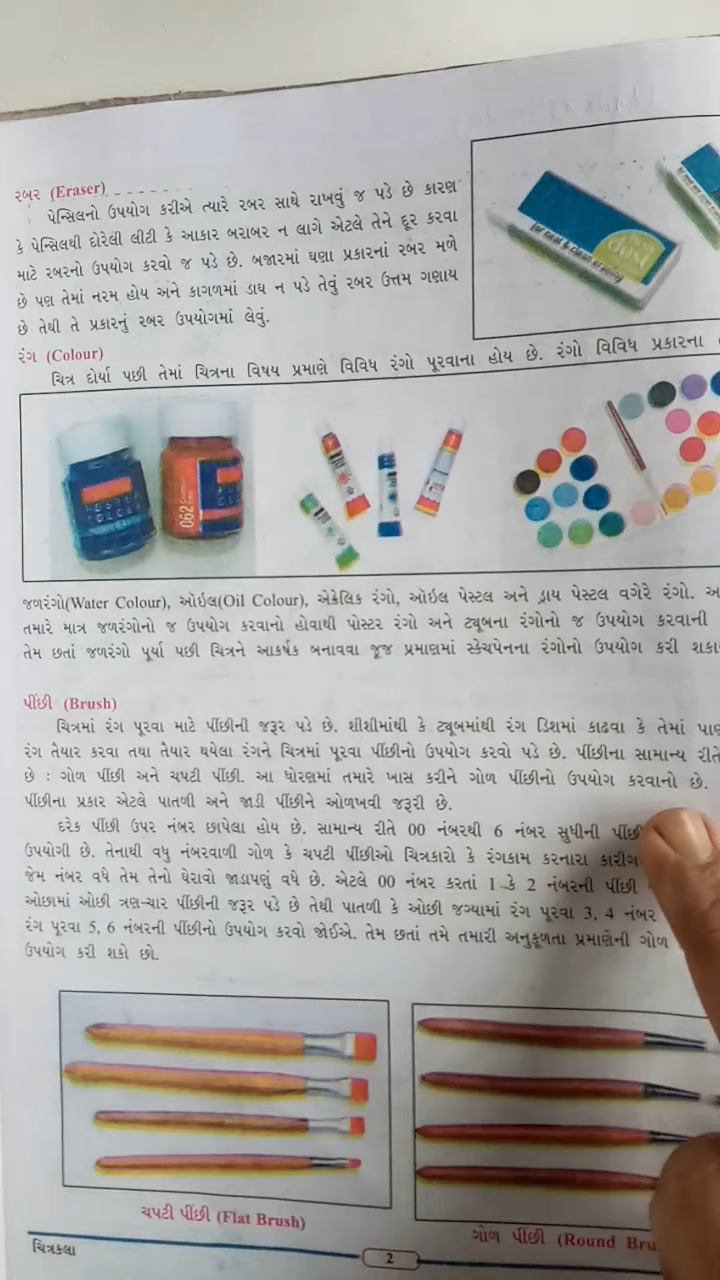 રબર (Eraser)
પેન્સિલનો ઉપયોગ કરીએ ત્યારે રબર સાથે રાખવું જ પડે છે કારણ
કે પેન્સિલથી દોરેલી લીટી કે આકાર બરાબર ન લાગે એટલે તેને દૂર કરવા
માટે રબરનો ઉપયોગ કરવો જ પડે છે. બજારમાં ઘણા પ્રકારનાં રબર મળે
છે પણ તેમાં નરમ હોય અને કાગળમાં ડાઘ ન પડે તેવું રબર ઉત્તમ ગણાય
છે તેથી તે પ્રકારનું રબર ઉપયોગમાં લેવું.
dust
રંગ (Colour)
ચિત્ર દોર્યા પછી તેમાં ચિત્રના વિષય પ્રમાણે વિવિધ રંગો પૂરવાના હોય છે. રંગો વિવિધ પ્રકારના
062
જળરંગો(Water Colour), ઑઇલ(Oil Colour), એક્રેલિક રંગો, ઑઇલ પેસ્ટલ અને ડ્રાય પેસ્ટલ વગેરે રંગો.
તમારે માત્ર જળરંગોનો જ ઉપયોગ કરવાનો હોવાથી પોસ્ટર રંગો અને ટ્યૂબના રંગોનો જ ઉપયોગ કરવાની
તેમ છતાં જળરંગો પૂર્યા પછી ચિત્રને આકર્ષક બનાવવા જૂજ પ્રમાણમાં સ્કેચપેનના રંગોનો ઉપયોગ કરી
પીંછી (Brush)
ચિત્રમાં રંગ પૂરવા માટે પીંછીની જરૂર પડે છે. શીશીમાંથી કે ટ્યૂબમાંથી રંગ ડિશમાં કાઢવા કે તેમાં
રંગ તૈયાર કરવા તથા તૈયાર થયેલા રંગને ચિત્રમાં પૂરવા પીંછીનો ઉપયોગ કરવો પડે છે. પીંછીના સામાન્ય રીતે
છે : ગોળ પીંછી અને ચપટી પીંછી. આ ધોરણમાં તમારે ખાસ કરીને ગોળ પીંછીનો ઉપયોગ કરવાનો છે.
પીંછીના પ્રકાર એટલે પાતળી અને જાડી પીંછીને ઓળખવી જરૂરી છે.
દરેક પીંછી ઉપર નંબર છાપેલા હોય છે. સામાન્ય રીતે 00 નંબરથી 6 નંબર સુધીની પીંછી
ઉપયોગી છે. તેનાથી વધુ નંબરવાળી ગોળ કે ચપટી પીંછીઓ ચિત્રકારો કે રંગકામ કરનારા
જેમ નંબર વધે તેમ તેનો ઘેરાવો જાડાપણું વધે છે. એટલે 00 નંબર કરતાં 1 કે 2 નંબરની પીંછી
ઓછામાં ઓછી ત્રણ-ચાર પીંછીની જરૂર પડે છે તેથી પાતળી કે ઓછી જગ્યામાં રંગ પૂરવા 3, 4 નંબર
રંગ પૂરવા 5, 6 નંબરની પીંછીનો ઉપયોગ કરવો જોઈએ. તેમ છતાં તમે તમારી અનુકૂળતા પ્રમાણેની ગોળ
ઉપયોગ કરી શકો છો.
ચપટી પીંછી (Flat Brush)
ગોળ પીંછી (Round Bru
ચિત્રકલા
2